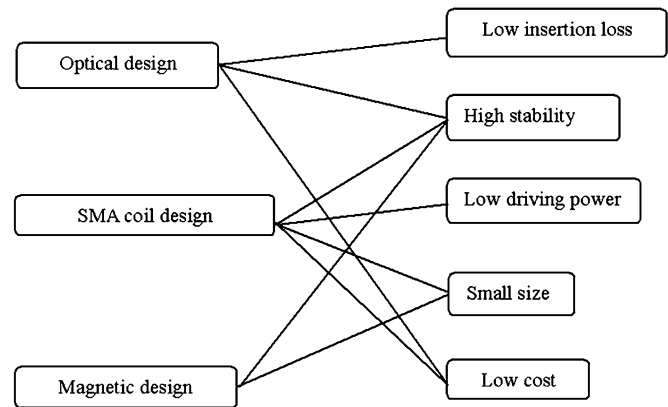 Optical design
SMA coil design
Magnetic design
Low insertion loss
High stability
Low driving power
Small size
Low cost